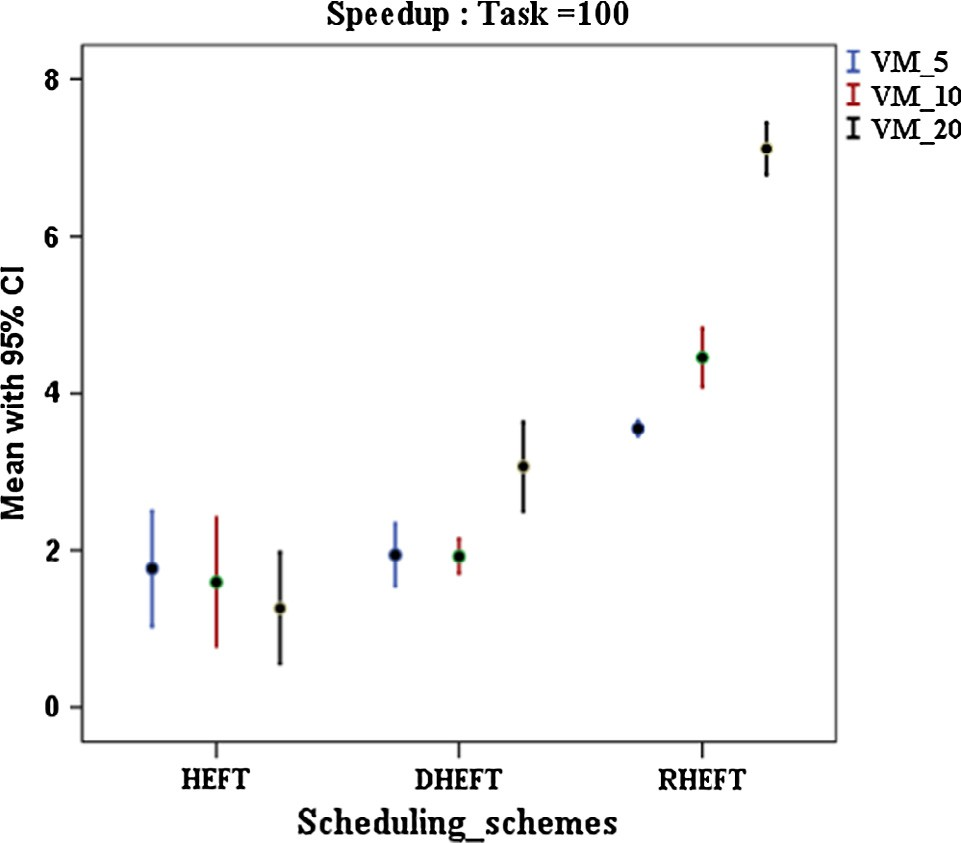 Speedup : Task =100
VM_5
VM_10
VM_20
Mean with 95% CI
8
6
4
2
0
HEFT
DHEFT
RHEFT
Scheduling_schemes